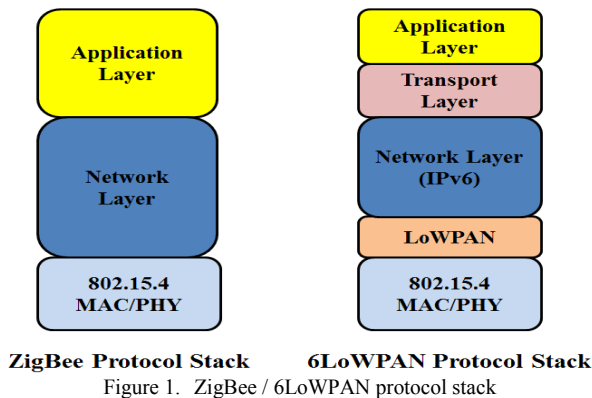 Application
Layer
Network
Layer
802.15.4
MAC/PHY
ZigBee Protocol Stack
Application
Layer
Transport
Layer
Network Layer
(IPv6)
LoWPAN
802.15.4
MAC/PHY
6LoWPAN Protocol Stack
Figure 1. ZigBee / 6LoWPAN protocol stack